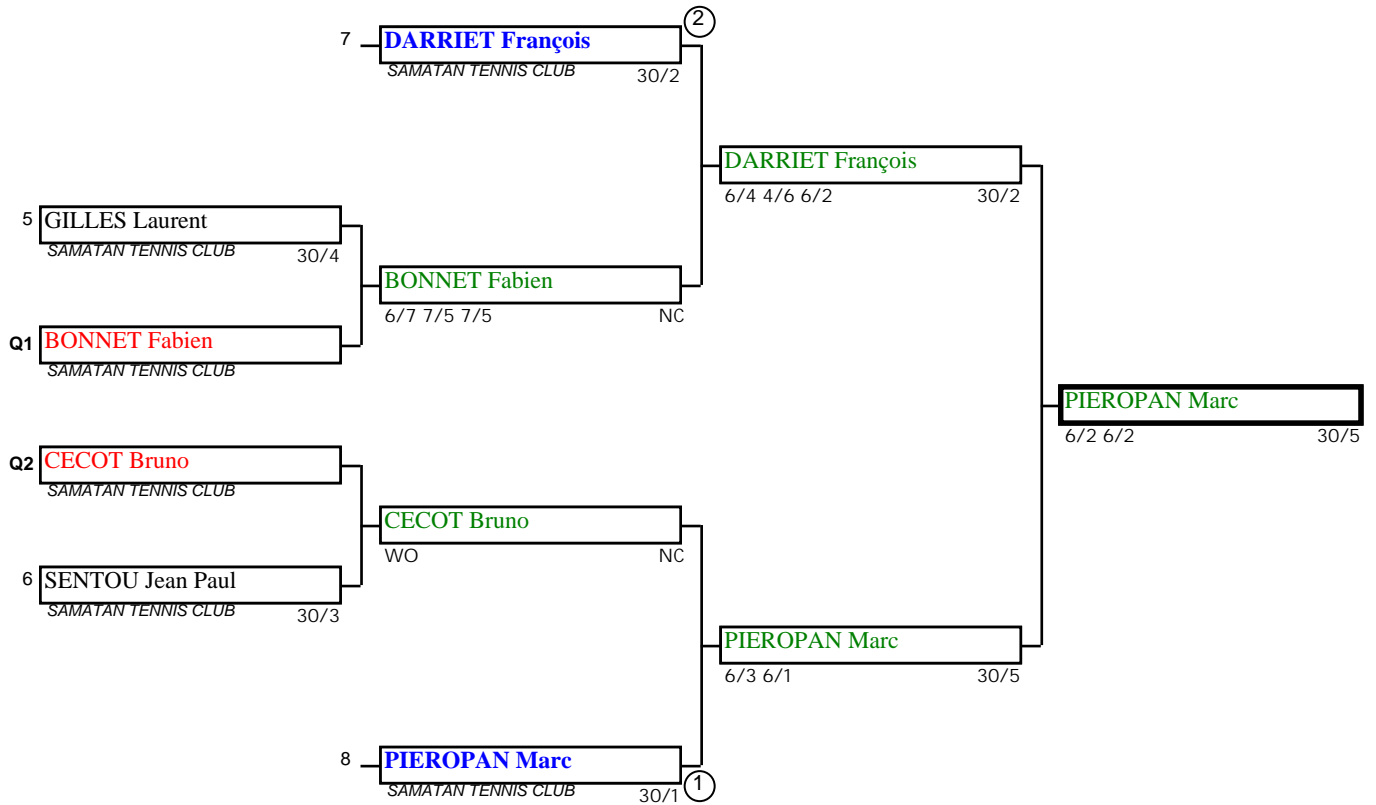 2
7 DARRIET François
SAMATAN TENNIS CLUB 30/2
DARRIET François
6/4 4/6 6/2 30/2
5 GILLES Laurent
SAMATAN TENNIS CLUB 30/4
BONNET Fabien
6/7 7/5 7/5 NC
Q1 BONNET Fabien
SAMATAN TENNIS CLUB
PIEROPAN Marc
6/2 6/2 30/5
Q2 CECOT Bruno
SAMATAN TENNIS CLUB
CECOT Bruno
WO NC
6 SENTOU Jean Paul
SAMATAN TENNIS CLUB 30/3
PIEROPAN Marc
6/3 6/1 30/5
8 PIEROPAN Marc
SAMATAN TENNIS CLUB 30/1 1